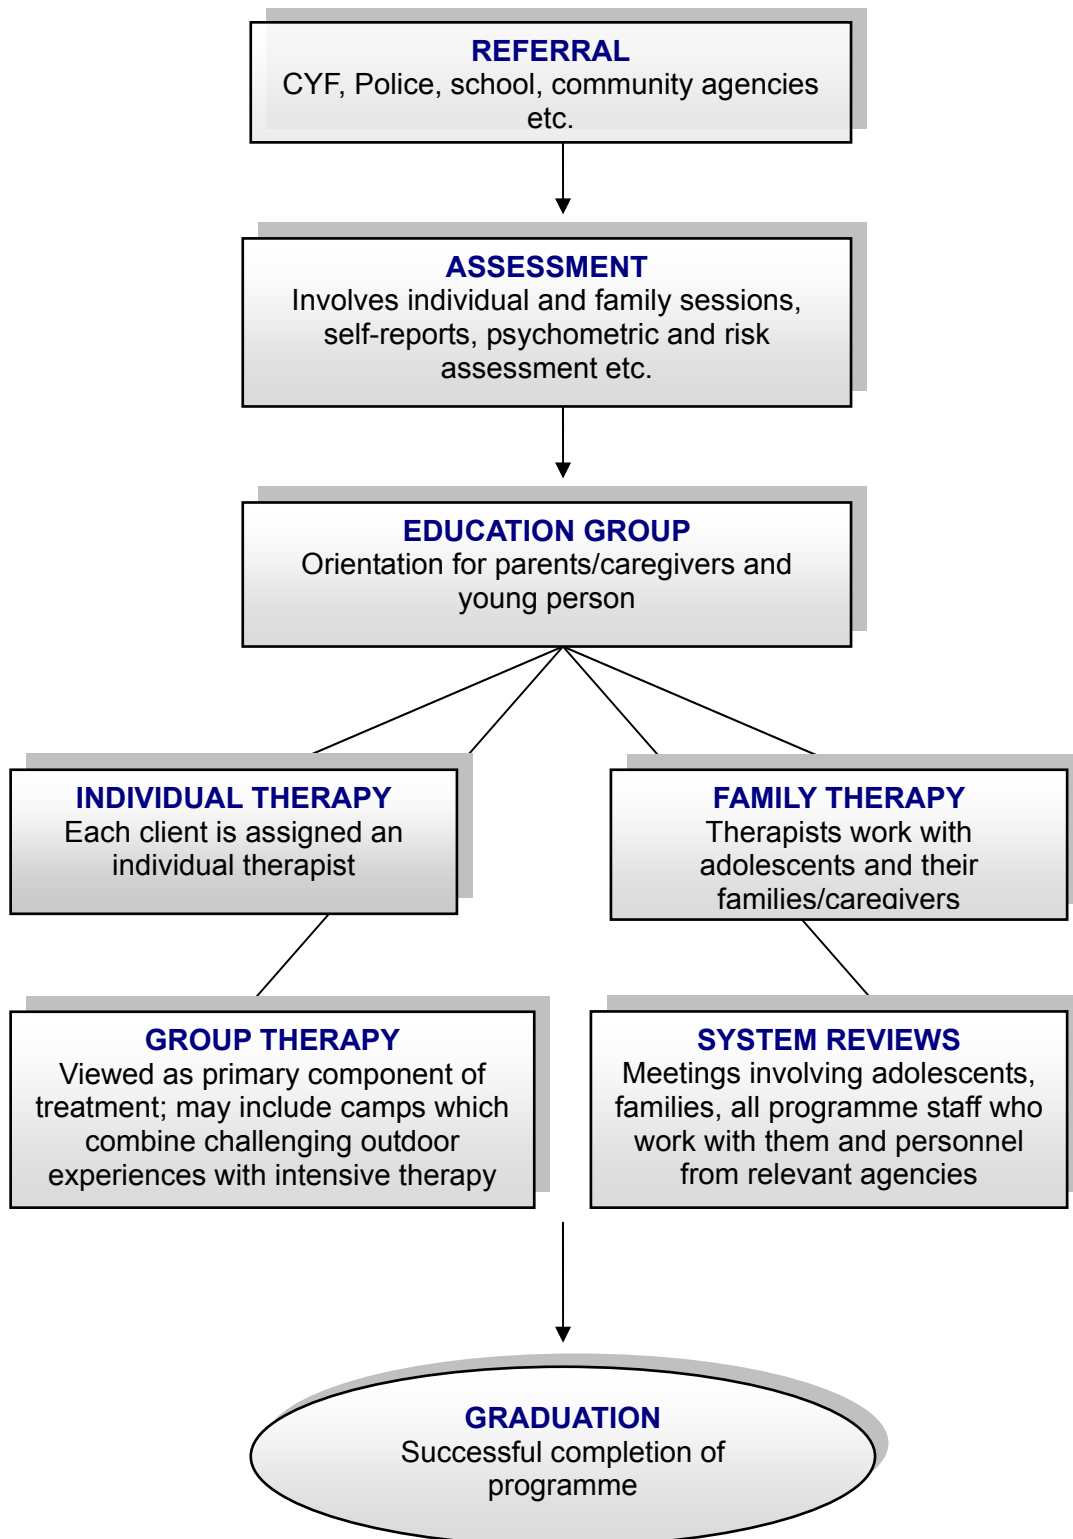 REFERRAL
CYF, Police, school, community agencies
etc.
ASSESSMENT
Involves individual and family sessions,
self-reports, psychometric and risk
assessment etc.
EDUCATION GROUP
Orientation for parents/caregivers and
young person
INDIVIDUAL THERAPY
Each client is assigned an
individual therapist
FAMILY THERAPY
Therapists work with
adolescents and their
families/caregivers
GROUP THERAPY
Viewed as primary component of
treatment; may include camps which
combine challenging outdoor
experiences with intensive therapy
SYSTEM REVIEWS
Meetings involving adolescents,
families, all programme staff who
work with them and personnel
from relevant agencies
GRADUATION
Successful completion of
programme